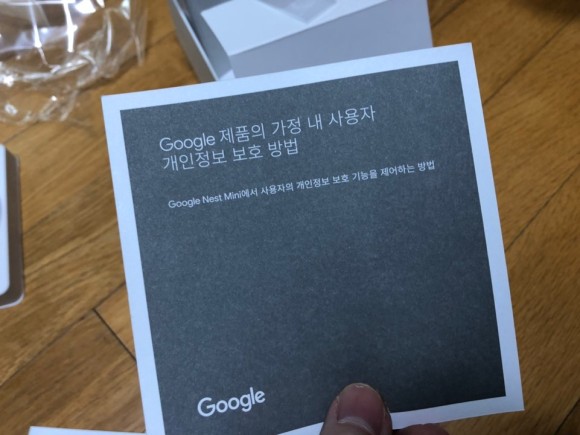 Google 제품의 가정 내 사용자
개인정보 보호 방법
Google Nest Mini에서 사용자의 개인정보 보호 기능을 제어하는 방법
Google